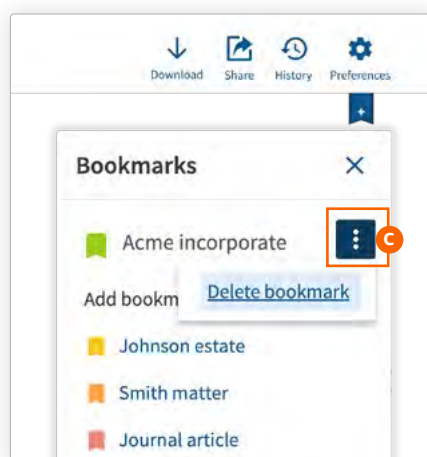 Download Share History Preferences
Bookmarks
Acme incorporate
C
Add bookm
Delete bookmark
Johnson estate
Smith matter
Journal article